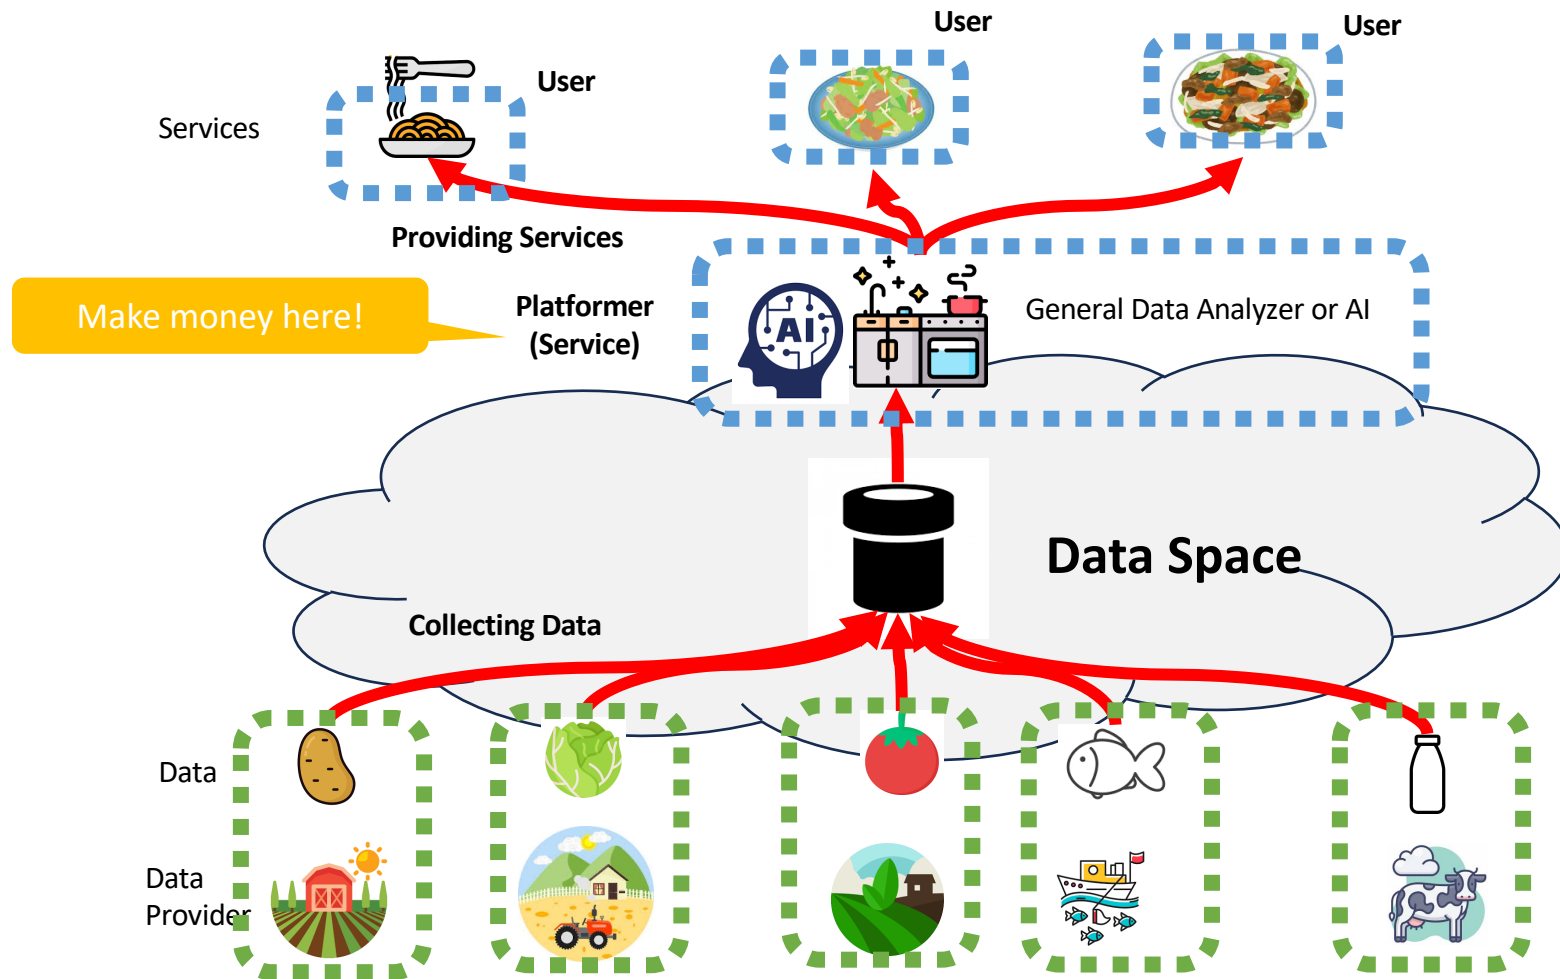 User
User
User
Services
Providing Services
Make money here!
Platformer
(Service)
AI
General Data Analyzer or AI
Data Space
Collecting Data
Data
Data
Provider